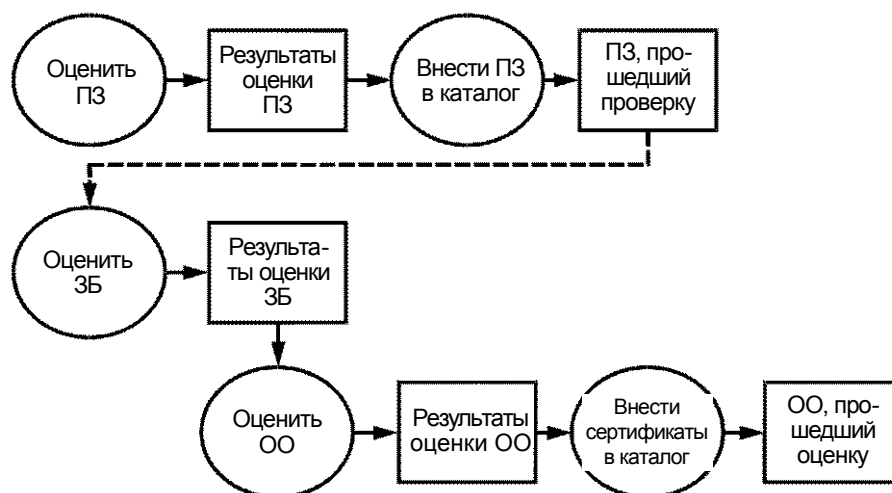 Оценить
ПЗ
Результаты
оценки
ПЗ
Внести ПЗ
в каталог
ПЗ, про-
шедший
проверку
Оценить
ЗБ
Результа-
ты оценки
ЗБ
Оценить
ОО
Результаты
оценки ОО
Внести
сертификаты
в каталог
ОО, про-
шедший
оценку